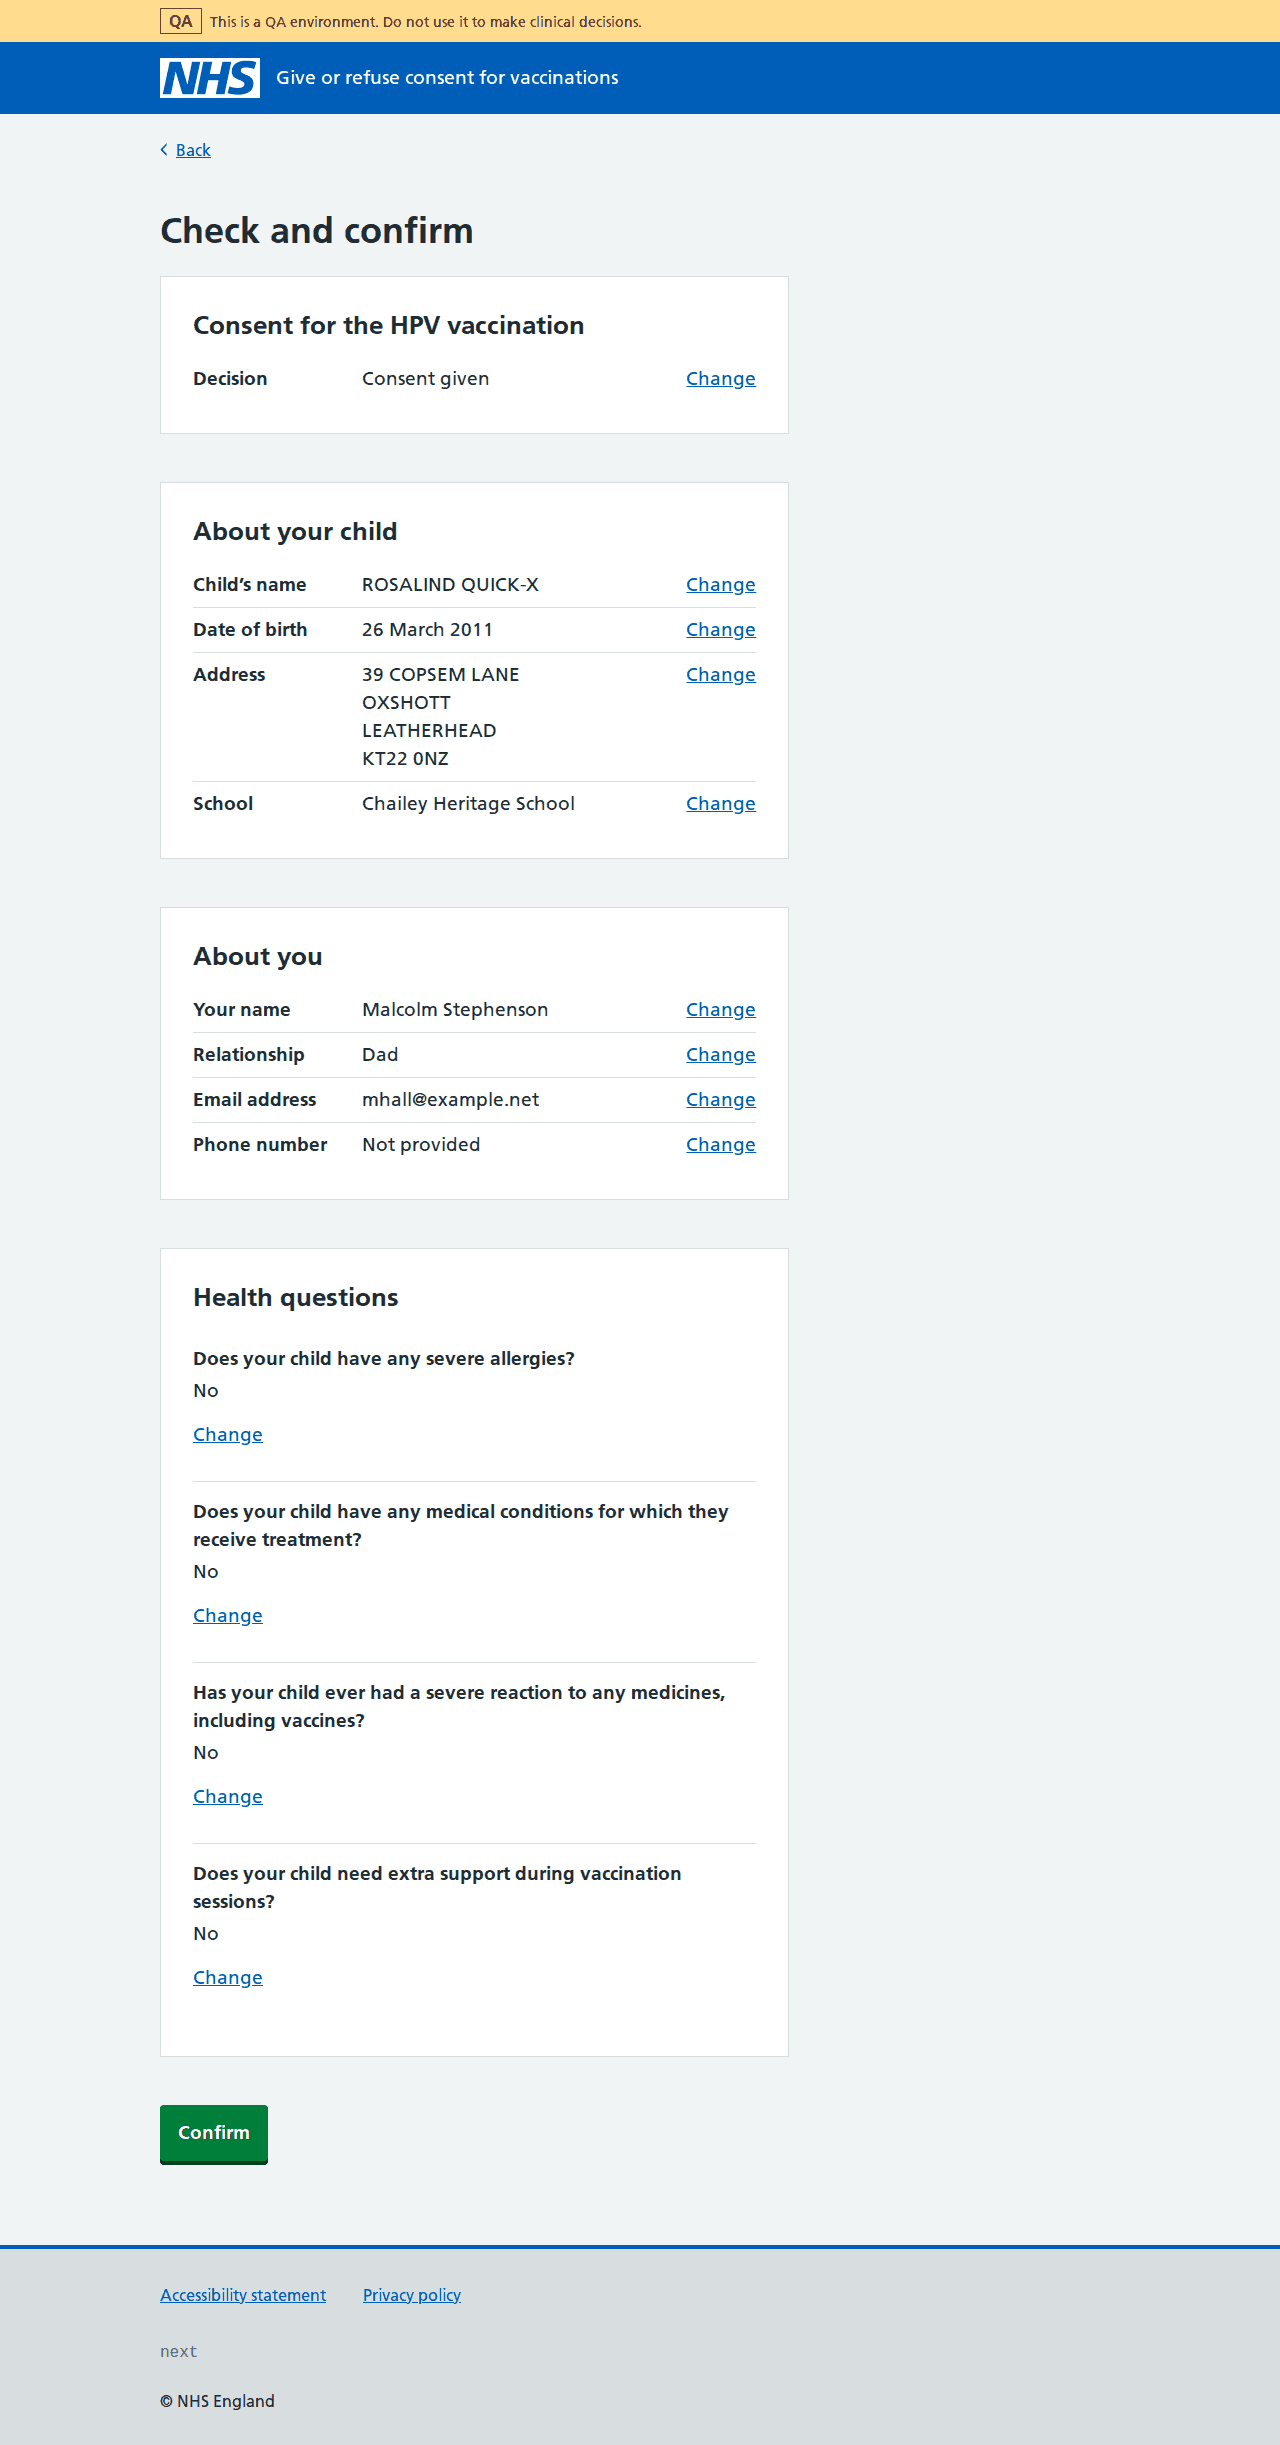 QA This is a QA environment. Do not use it to make clinical decisions.
NHS Give or refuse consent for vaccinations
Back
Check and confirm
Consent for the HPV vaccination
Decision Consent given Change
About your child
Child’s name ROSALIND QUICK-X Change
Date of birth 26 March 2011 Change
Address 39 COPSEM LANE Change
OXSHOTT
LEATHERHEAD
KT22 0NZ
School Chailey Heritage School Change
About you
Your name Malcolm Stephenson Change
Relationship Dad Change
Email address mhall@example.net Change
Phone number Not provided Change
Health questions
Does your child have any severe allergies?
No
Change
Does your child have any medical conditions for which they
receive treatment?
No
Change
Has your child ever had a severe reaction to any medicines,
including vaccines?
No
Change
Does your child need extra support during vaccination
sessions?
No
Change
Confirm
Accessibility statement Privacy policy
next
© NHS England